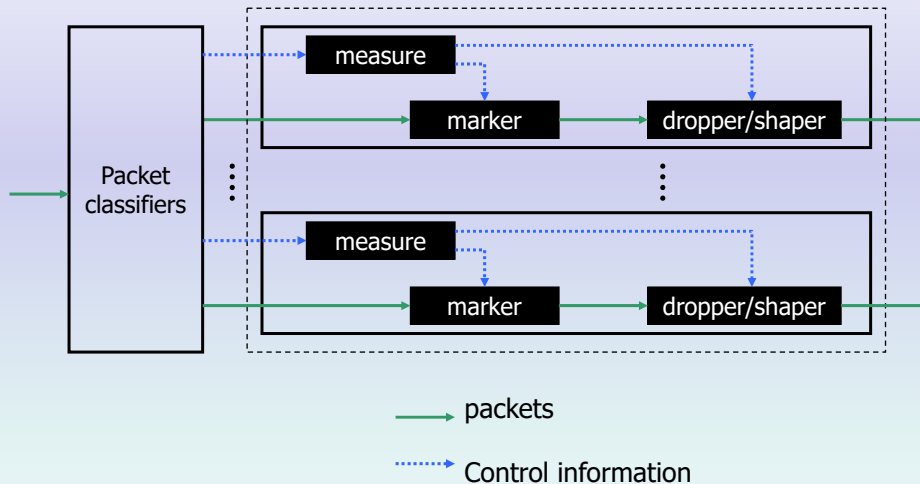 measure
marker
dropper/shaper
Packet
classifiers
measure
marker
dropper/shaper
packets
Control information